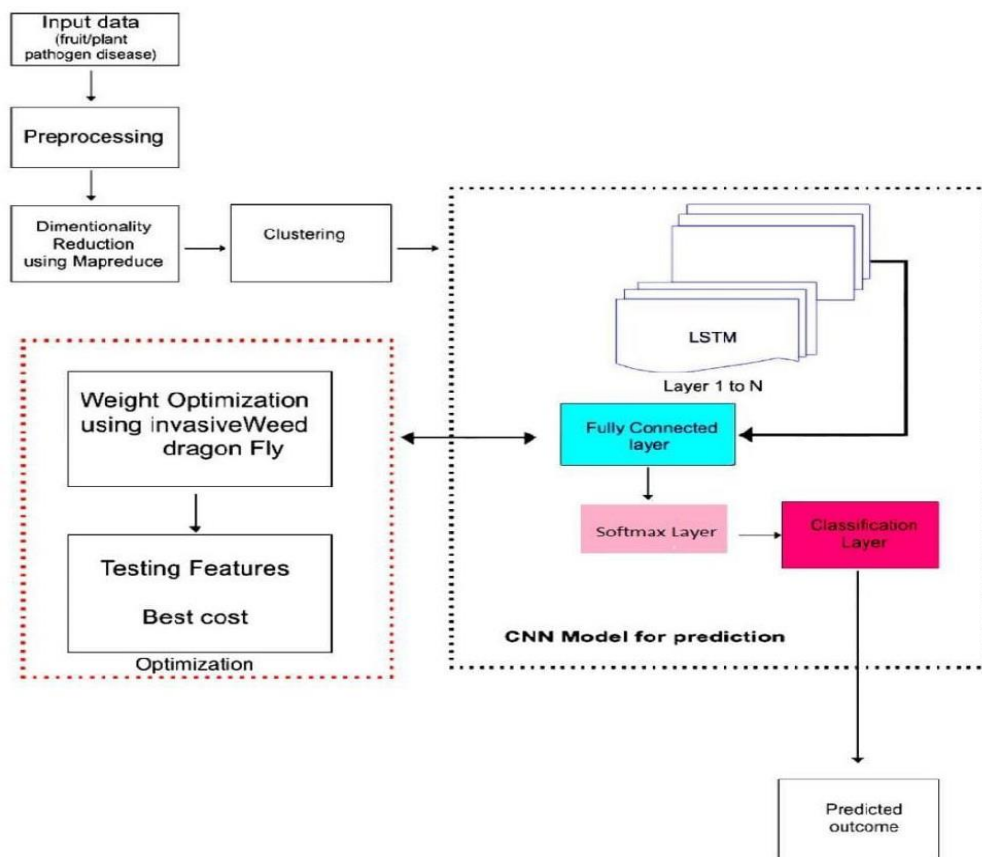 Input data
(fruit/plant
pathogen disease)
Preprocessing
Dimentionality
Reduction
using Mapreduce
Clustering
LSTM
Layer 1 to N
Weight Optimization
using invasiveWeed
dragon Fly
Fully Connected
layer
Softmax Layer
Classification
Layer
Testing Features
Best cost
Optimization
CNN Model for prediction
Predicted
outcome